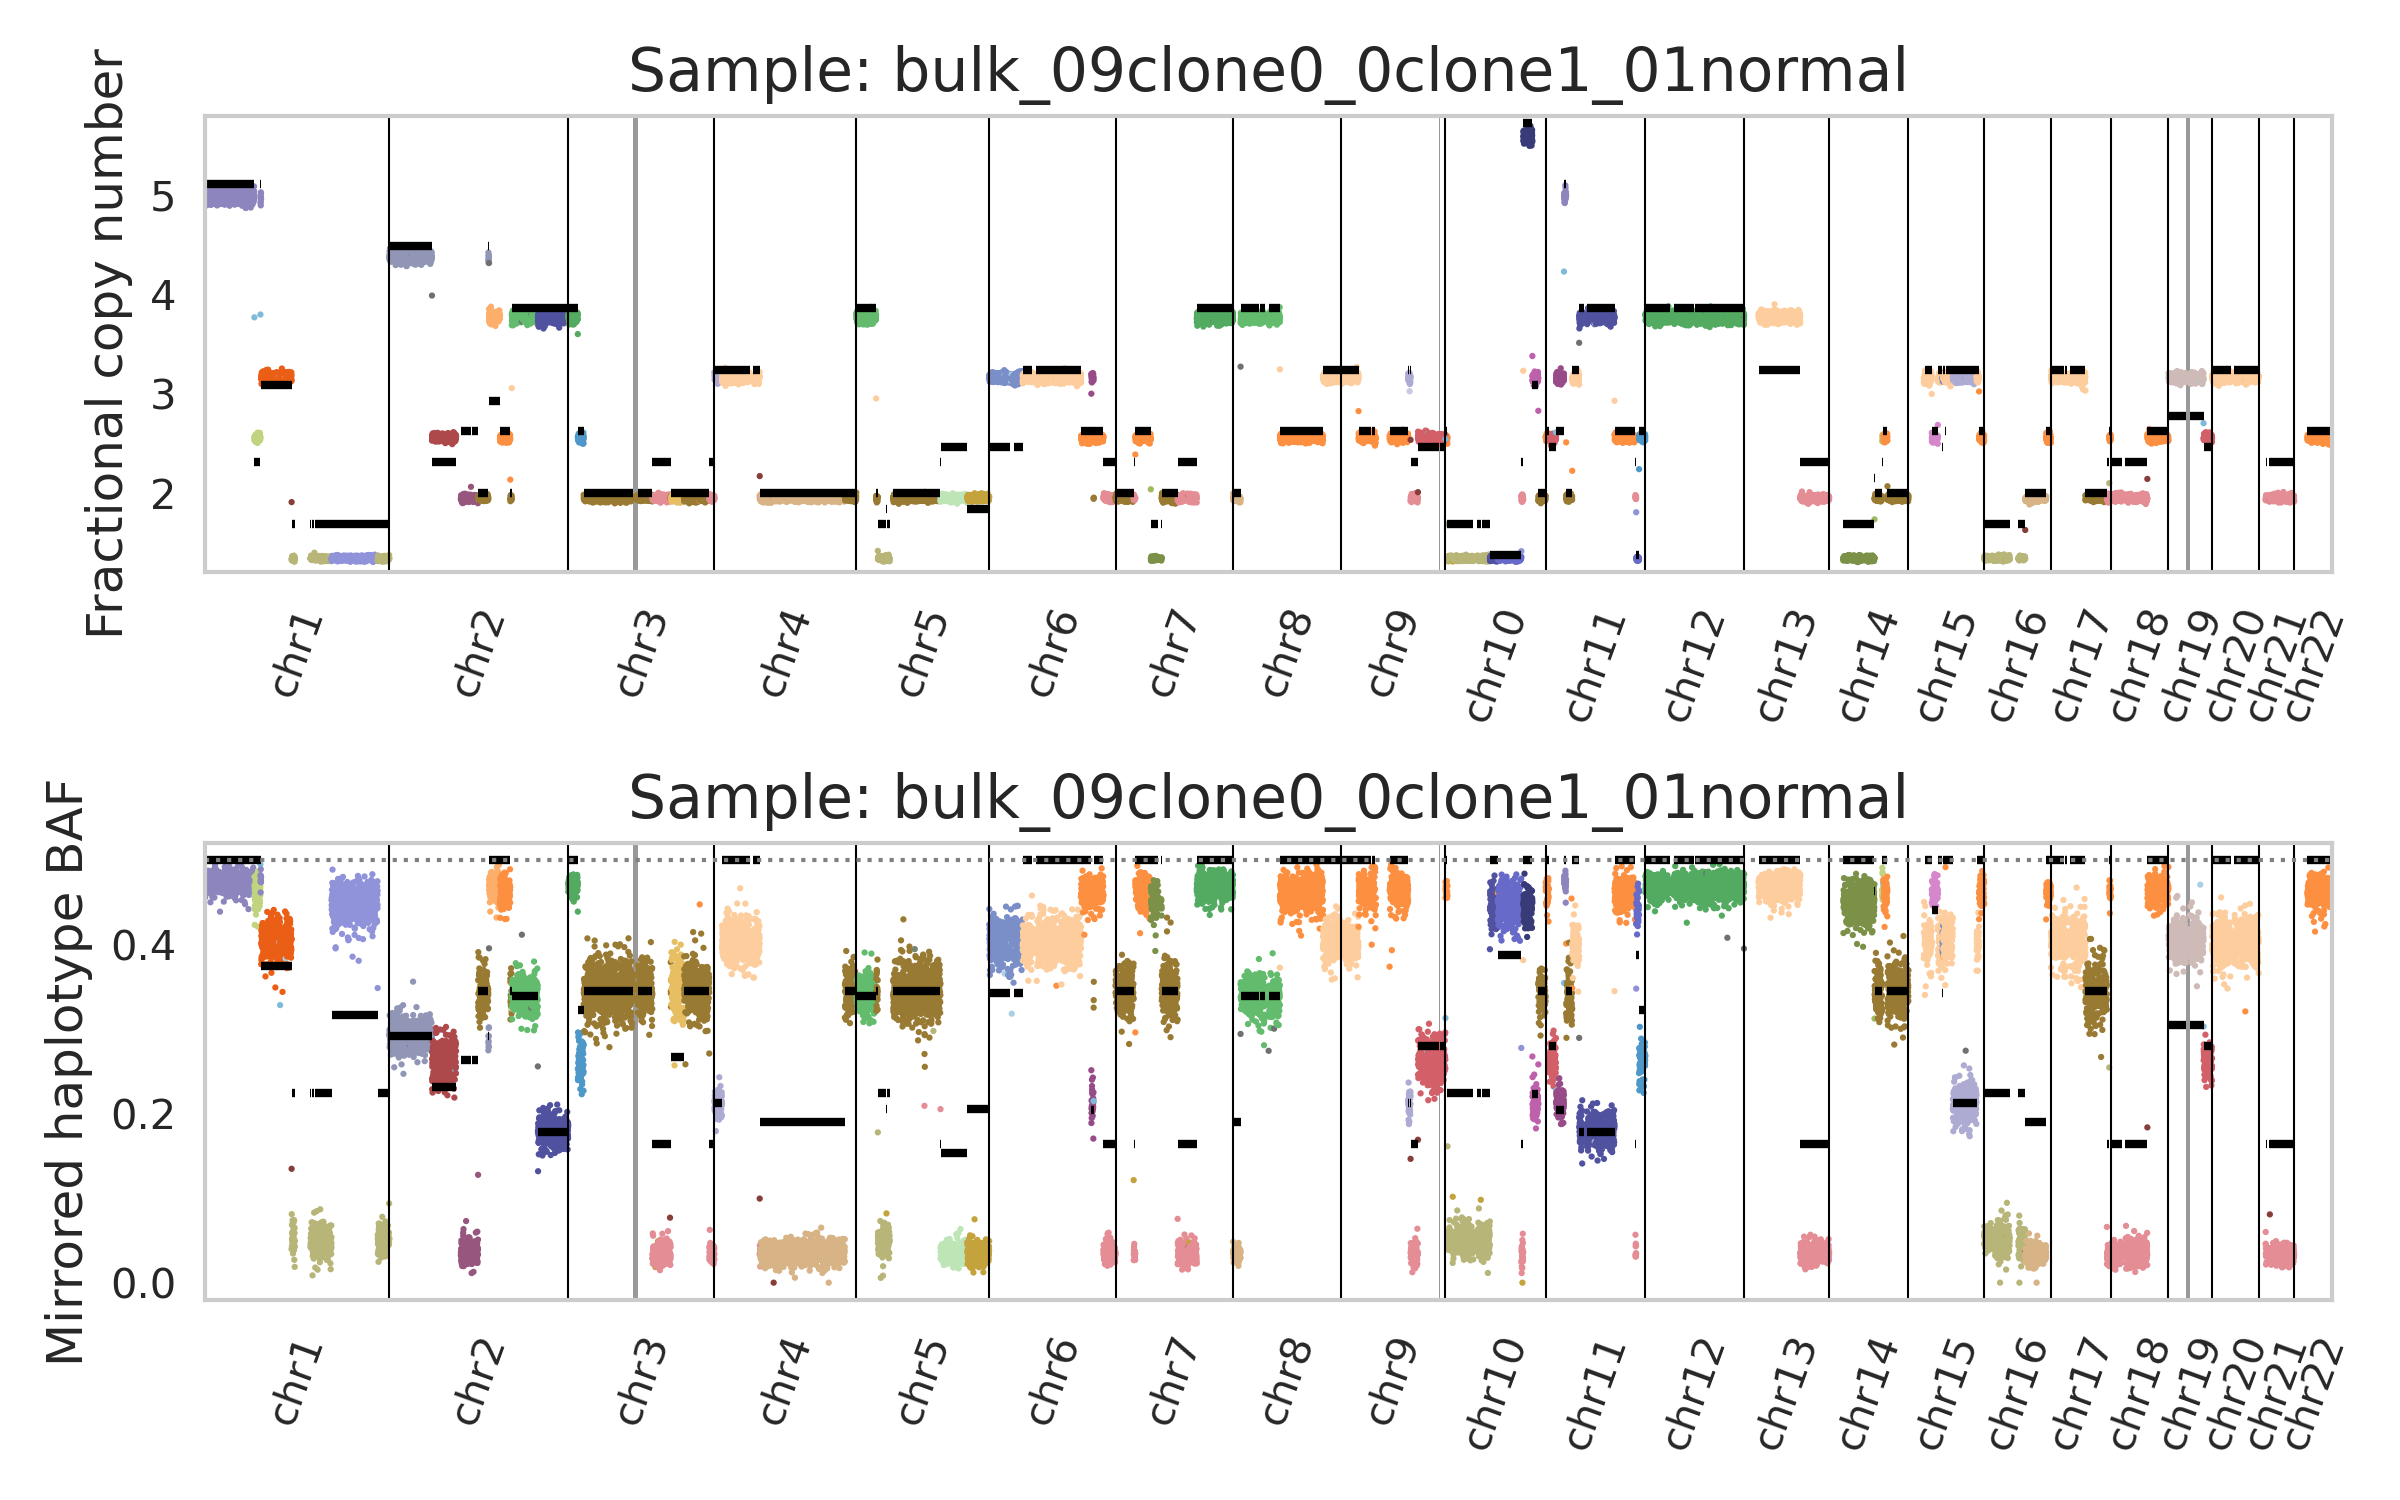 Sample: bulk_09clone0_0clone1_01normal
Fractional copy number
5
4
3
2
chr1 chr2 chr3 chr4 chr5 chr6 chr7 chr8 chr9 chr10 chr11 chr12 chr13 chr14 chr15 chr16 chr17 chr18 chr19 chr20 chr21 chr22
Sample: bulk_09clone0_0clone1_01normal
Mirrored haplotype BAF
0.4
0.2
0.0
chr1 chr2 chr3 chr4 chr5 chr6 chr7 chr8 chr9 chr10 chr11 chr12 chr13 chr14 chr15 chr16 chr17 chr18 chr19 chr20 chr21 chr22